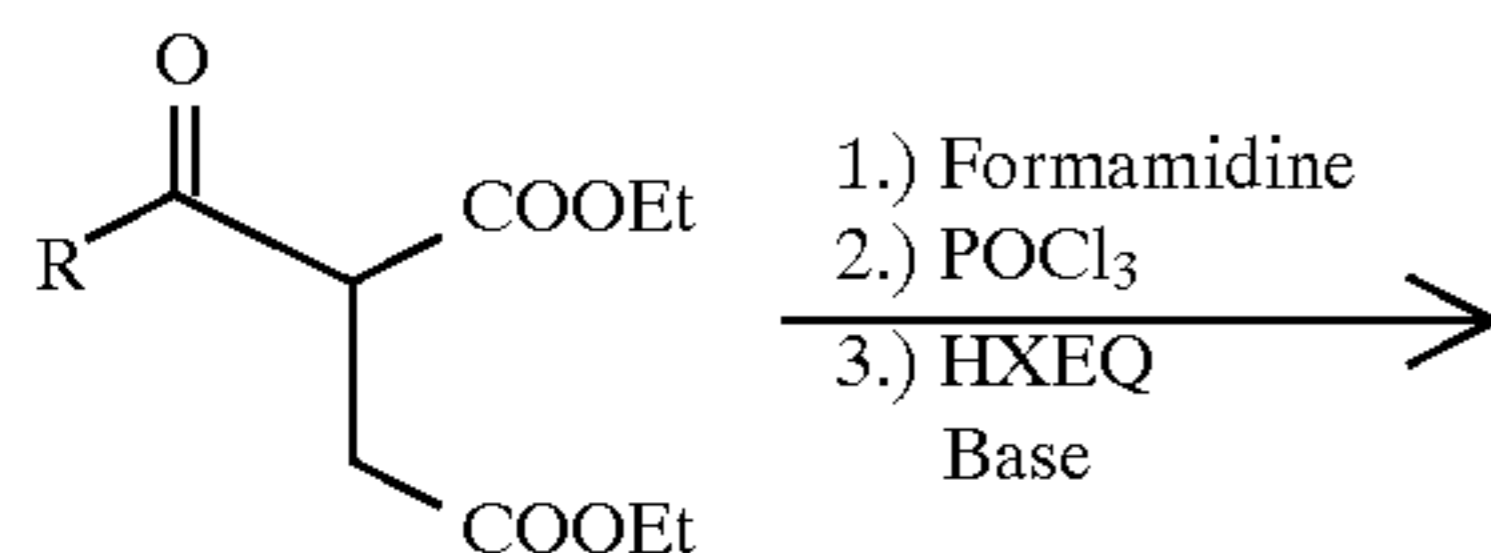 O
R
COOEt
COOEt
1.) Formamidine
2.) POCl₃
3.) HXEQ
Base